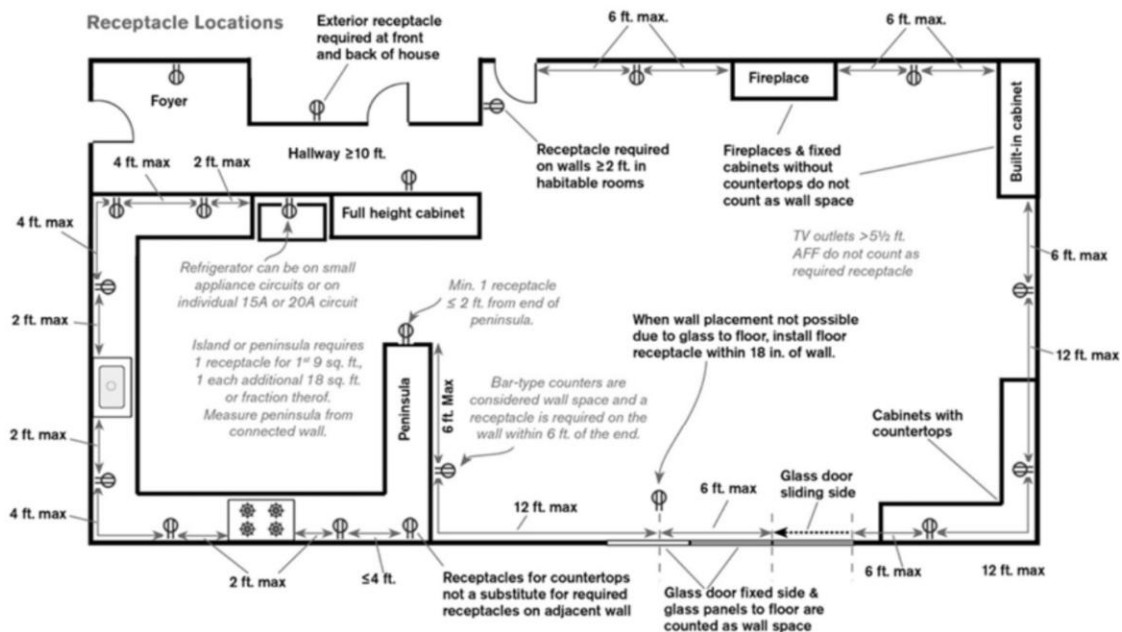 Receptacle Locations
Exterior receptacle
required at front
and back of house
6 ft. max.
6 ft. max.
Foyer
Fireplace
Built-in cabinet
Hallway ≥10 ft.
Receptacle required
on walls ≥2 ft. in
habitable rooms
Fireplaces & fixed
cabinets without
countertops do not
count as wall space
4 ft. max
2 ft. max
4 ft. max
Full height cabinet
TV outlets >5½ ft.
AFF do not count as
required receptacle
6 ft. max
Refrigerator can be on small
appliance circuits or on
individual 15A or 20A circuit
Min. 1 receptacle
≤ 2 ft. from end of
peninsula.
2 ft. max
When wall placement not possible
due to glass to floor, install floor
receptacle within 18 in. of wall.
Island or peninsula requires
1 receptacle for 1st 9 sq. ft.,
1 each additional 18 sq. ft.
or fraction therof.
Measure peninsula from
connected wall.
12 ft. max
Peninsula
6 ft. Max
Bar-type counters are
considered wall space and a
receptacle is required on the
wall within 6 ft. of the end.
Cabinets with
countertops
2 ft. max
Glass door
sliding side
4 ft. max
12 ft. max
6 ft. max
2 ft. max
≤4 ft.
Receptacles for countertops
not a substitute for required
receptacles on adjacent wall
Glass door fixed side &
glass panels to floor are
counted as wall space
6 ft. max
12 ft. max